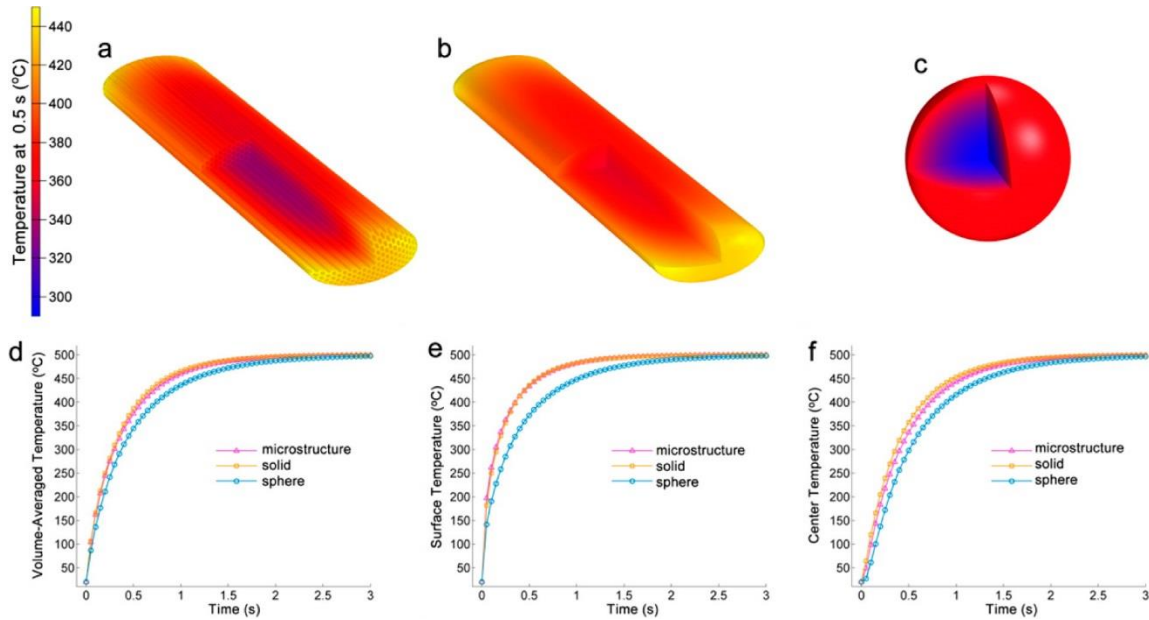 Temperature at 0.5 s (ºC)
440
420
400
380
360
340
320
300
a
b
c
d
Volume-Averaged Temperature (ºC)
500
450
400
350
300
250
200
150
100
50
microstructure
solid
sphere
0 0.5 1 1.5 2 2.5 3
Time (s)
e
Surface Temperature (ºC)
500
450
400
350
300
250
200
150
100
50
microstructure
solid
sphere
0 0.5 1 1.5 2 2.5 3
Time (s)
f
Center Temperature (ºC)
500
450
400
350
300
250
200
150
100
50
microstructure
solid
sphere
0 0.5 1 1.5 2 2.5 3
Time (s)